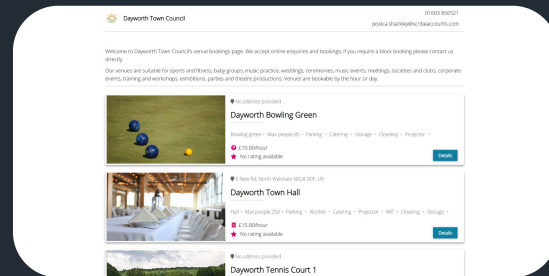 Dayworth Town Council
01603 856521
jessica.shackley@scribeaccounts.com
Welcome to Dayworth Town Council's venue bookings page. We accept online enquiries and bookings; if you require a block booking please contact us
directly.
Our venues are suitable for sports and fitness, baby groups, music practice, weddings, ceremonies, music events, meetings, societies and clubs, corporate
events, training and workshops, exhibitions, parties and theatre productions. Venues are bookable by the hour or day.
No address provided
Dayworth Bowling Green
Bowling green • Max people 85 • Parking • Catering • Storage • Cleaning • Projector •
£10.00/hour
No rating available
Details
6 New Rd, North Walsham NR28 9DF, UK
Dayworth Town Hall
Hall • Max people 250 • Parking • Alcohol • Catering • Projector • Wifi • Cleaning • Storage •
£15.00/hour
No rating available
Details
No address provided
Dayworth Tennis Court 1